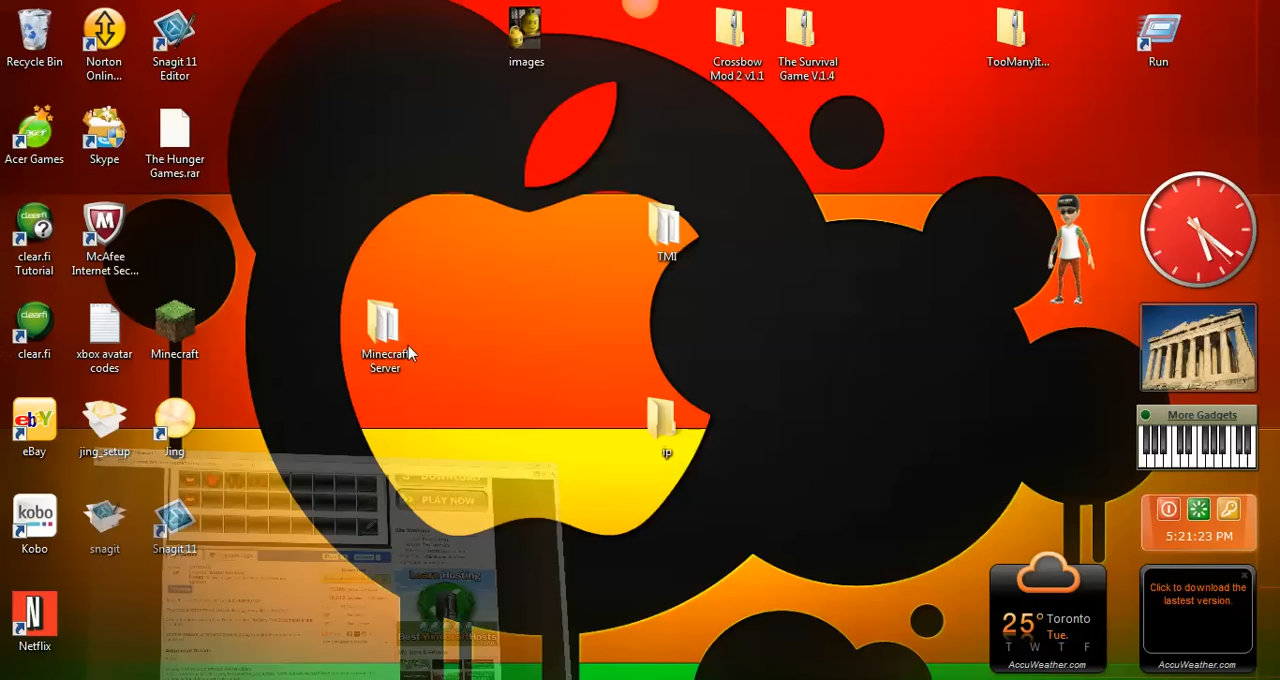 Recycle Bin
Norton
Onlin...
Snagit 11
Editor
images
Crossbow
Mod 2 v1.1
The Survival
Game V.1.4
TooManyIt...
Run
Acer Games
Skype
The Hunger
Games.rar
clear.fi
Tutorial
McAfee
Internet Sec...
TMI
clear.fi
xbox avatar
codes
Minecraft
Minecraft
Server
More Gadgets
eBay
jing_setup
Jing
ip
PLAY NOW
kobo
Kobo
snagit
Snagit 11
5:21:23 PM
Netflix
25° Toronto
Tue.
T W T F
AccuWeather.com
Click to download the
lastest version.
AccuWeather.com